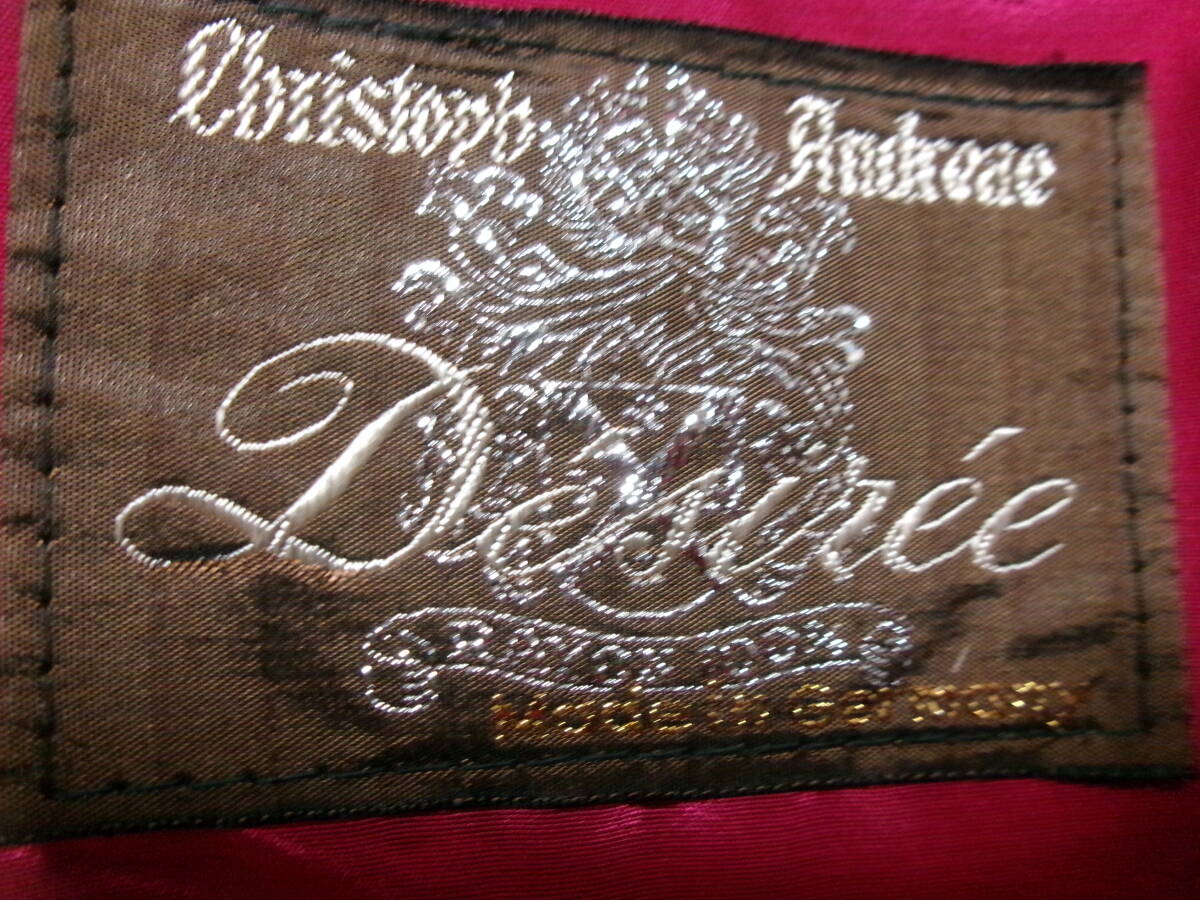 Christoph Andreae
Désirée
Made in Germany